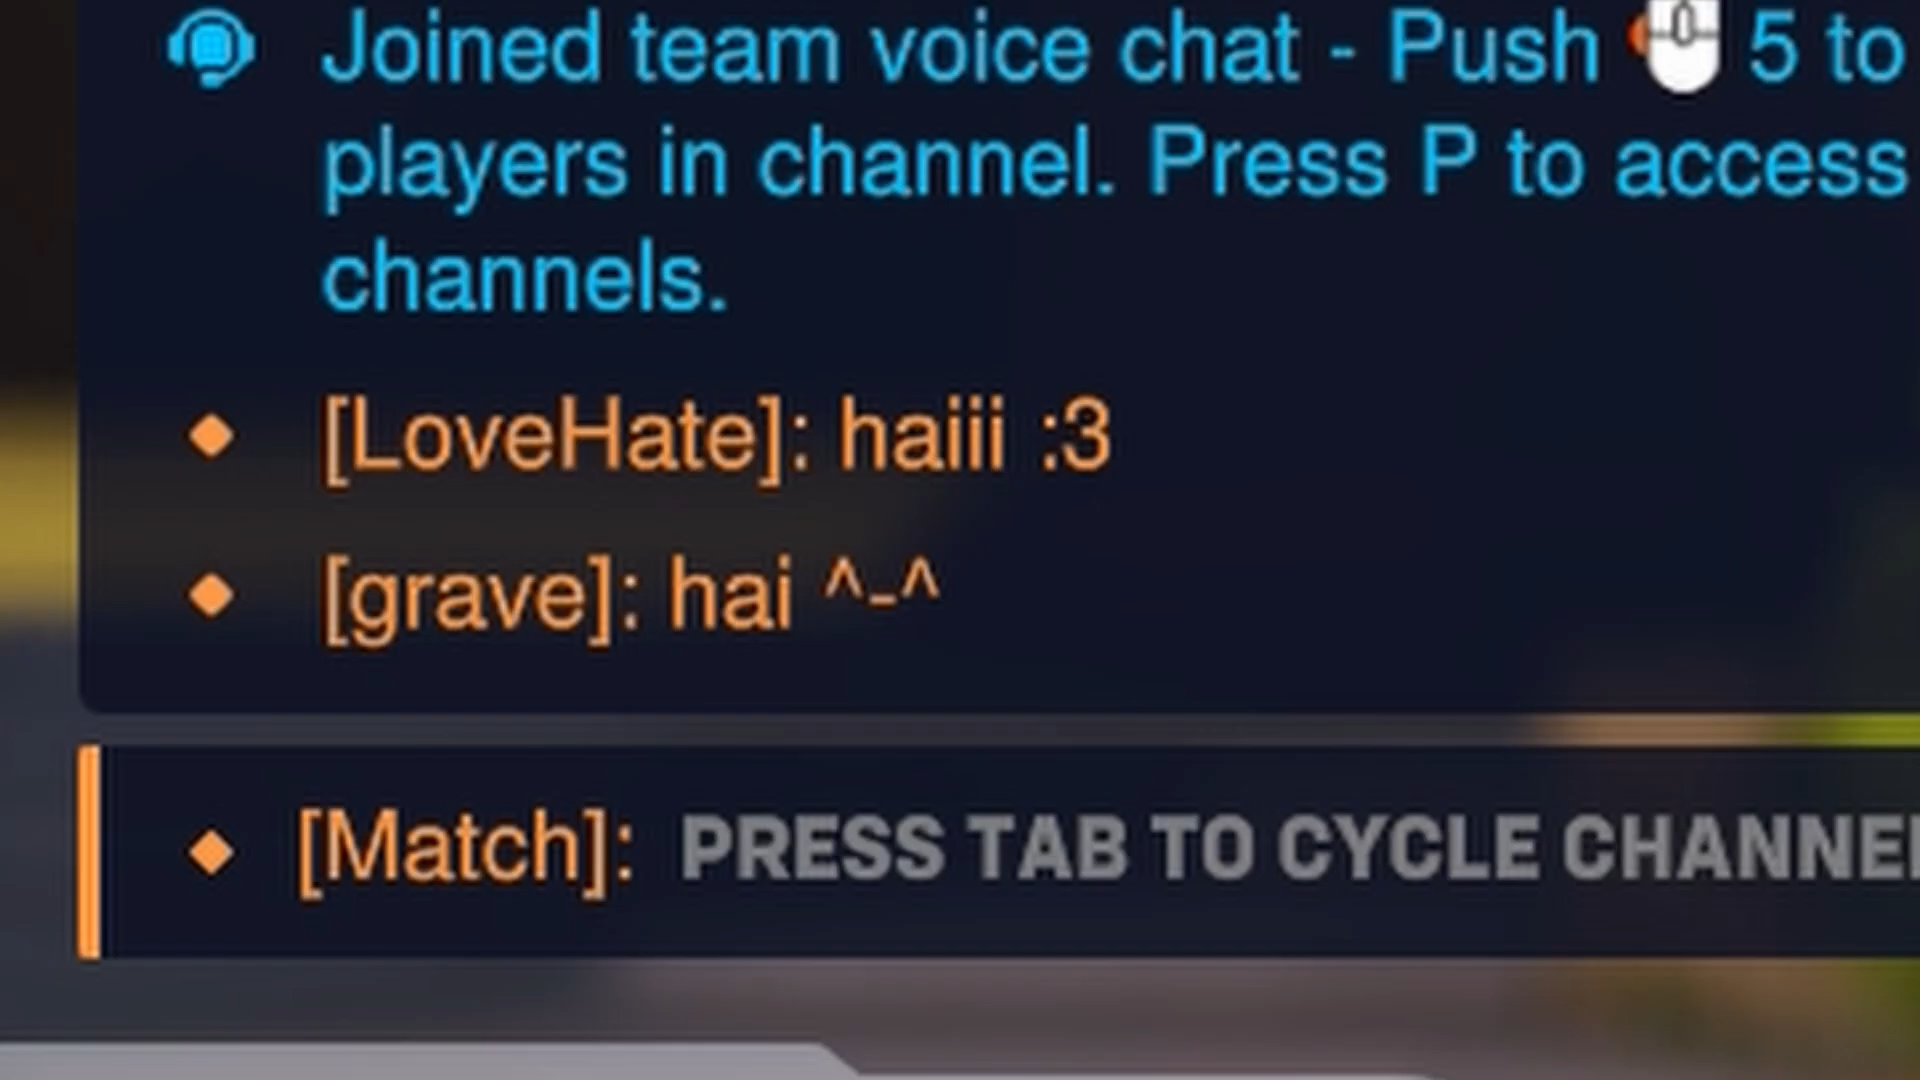 Joined team voice chat - Push 5 to
players in channel. Press P to access
channels.
[LoveHate]: haiii :3
[grave]: hai ^-^
[Match]: PRESS TAB TO CYCLE CHANNE